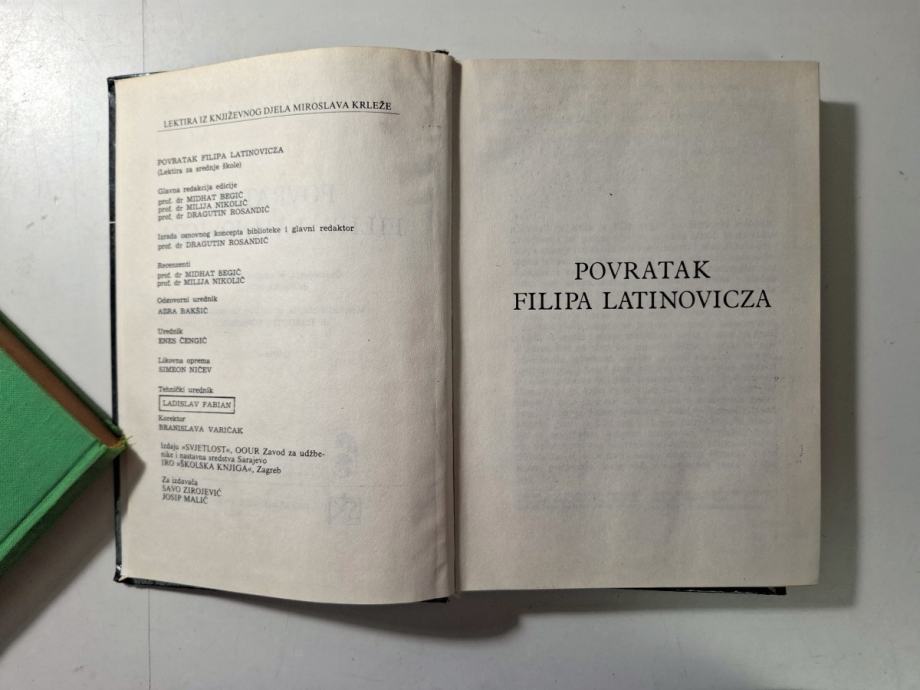 LEKTIRA IZ KNJIŽEVNOG DJELA MIROSLAVA KRLEŽE
POVRATAK FILIPA LATINOVICZA
(Lektira za srednje škole)
Glavna redakcija edicije
prof. dr MIDHAT BEGIĆ
prof. dr MILIJA NIKOLIĆ
prof. dr DRAGUTIN ROSANDIĆ
Izrada osnovnog koncepta biblioteke i glavni redaktor
prof. dr DRAGUTIN ROSANDIĆ
Recenzenti
prof. dr MIDHAT BEGIĆ
prof. dr MILIJA NIKOLIĆ
Odgovorni urednik
AZRA BAKŠIĆ
Urednik
ENES ČENGIĆ
Likovna oprema
SIMEON NIČEV
Tehnički urednik
LADISLAV FABIAN
Korektor
BRANISLAVA VARIČAK
Izdaju »SVJETLOST«, OOUR Zavod za udžbe-
nike i nastavna sredstva Sarajevo
IRO »ŠKOLSKA KNJIGA«, Zagreb
Za izdavača
SAVO ZIROJEVIĆ
JOSIP MALIĆ
POVRATAK
FILIPA LATINOVICZA